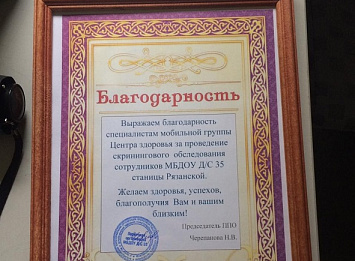 Благодарность
Выражаем благодарность
специалистам мобильной группы
Центра здоровья за проведение
скринингового обследования
сотрудников МБДОУ Д/С 35
станицы Рязанской.
Желаем здоровья, успехов,
благополучия Вам и вашим
близким!
Председатель ППО
Черепанова Н.В.